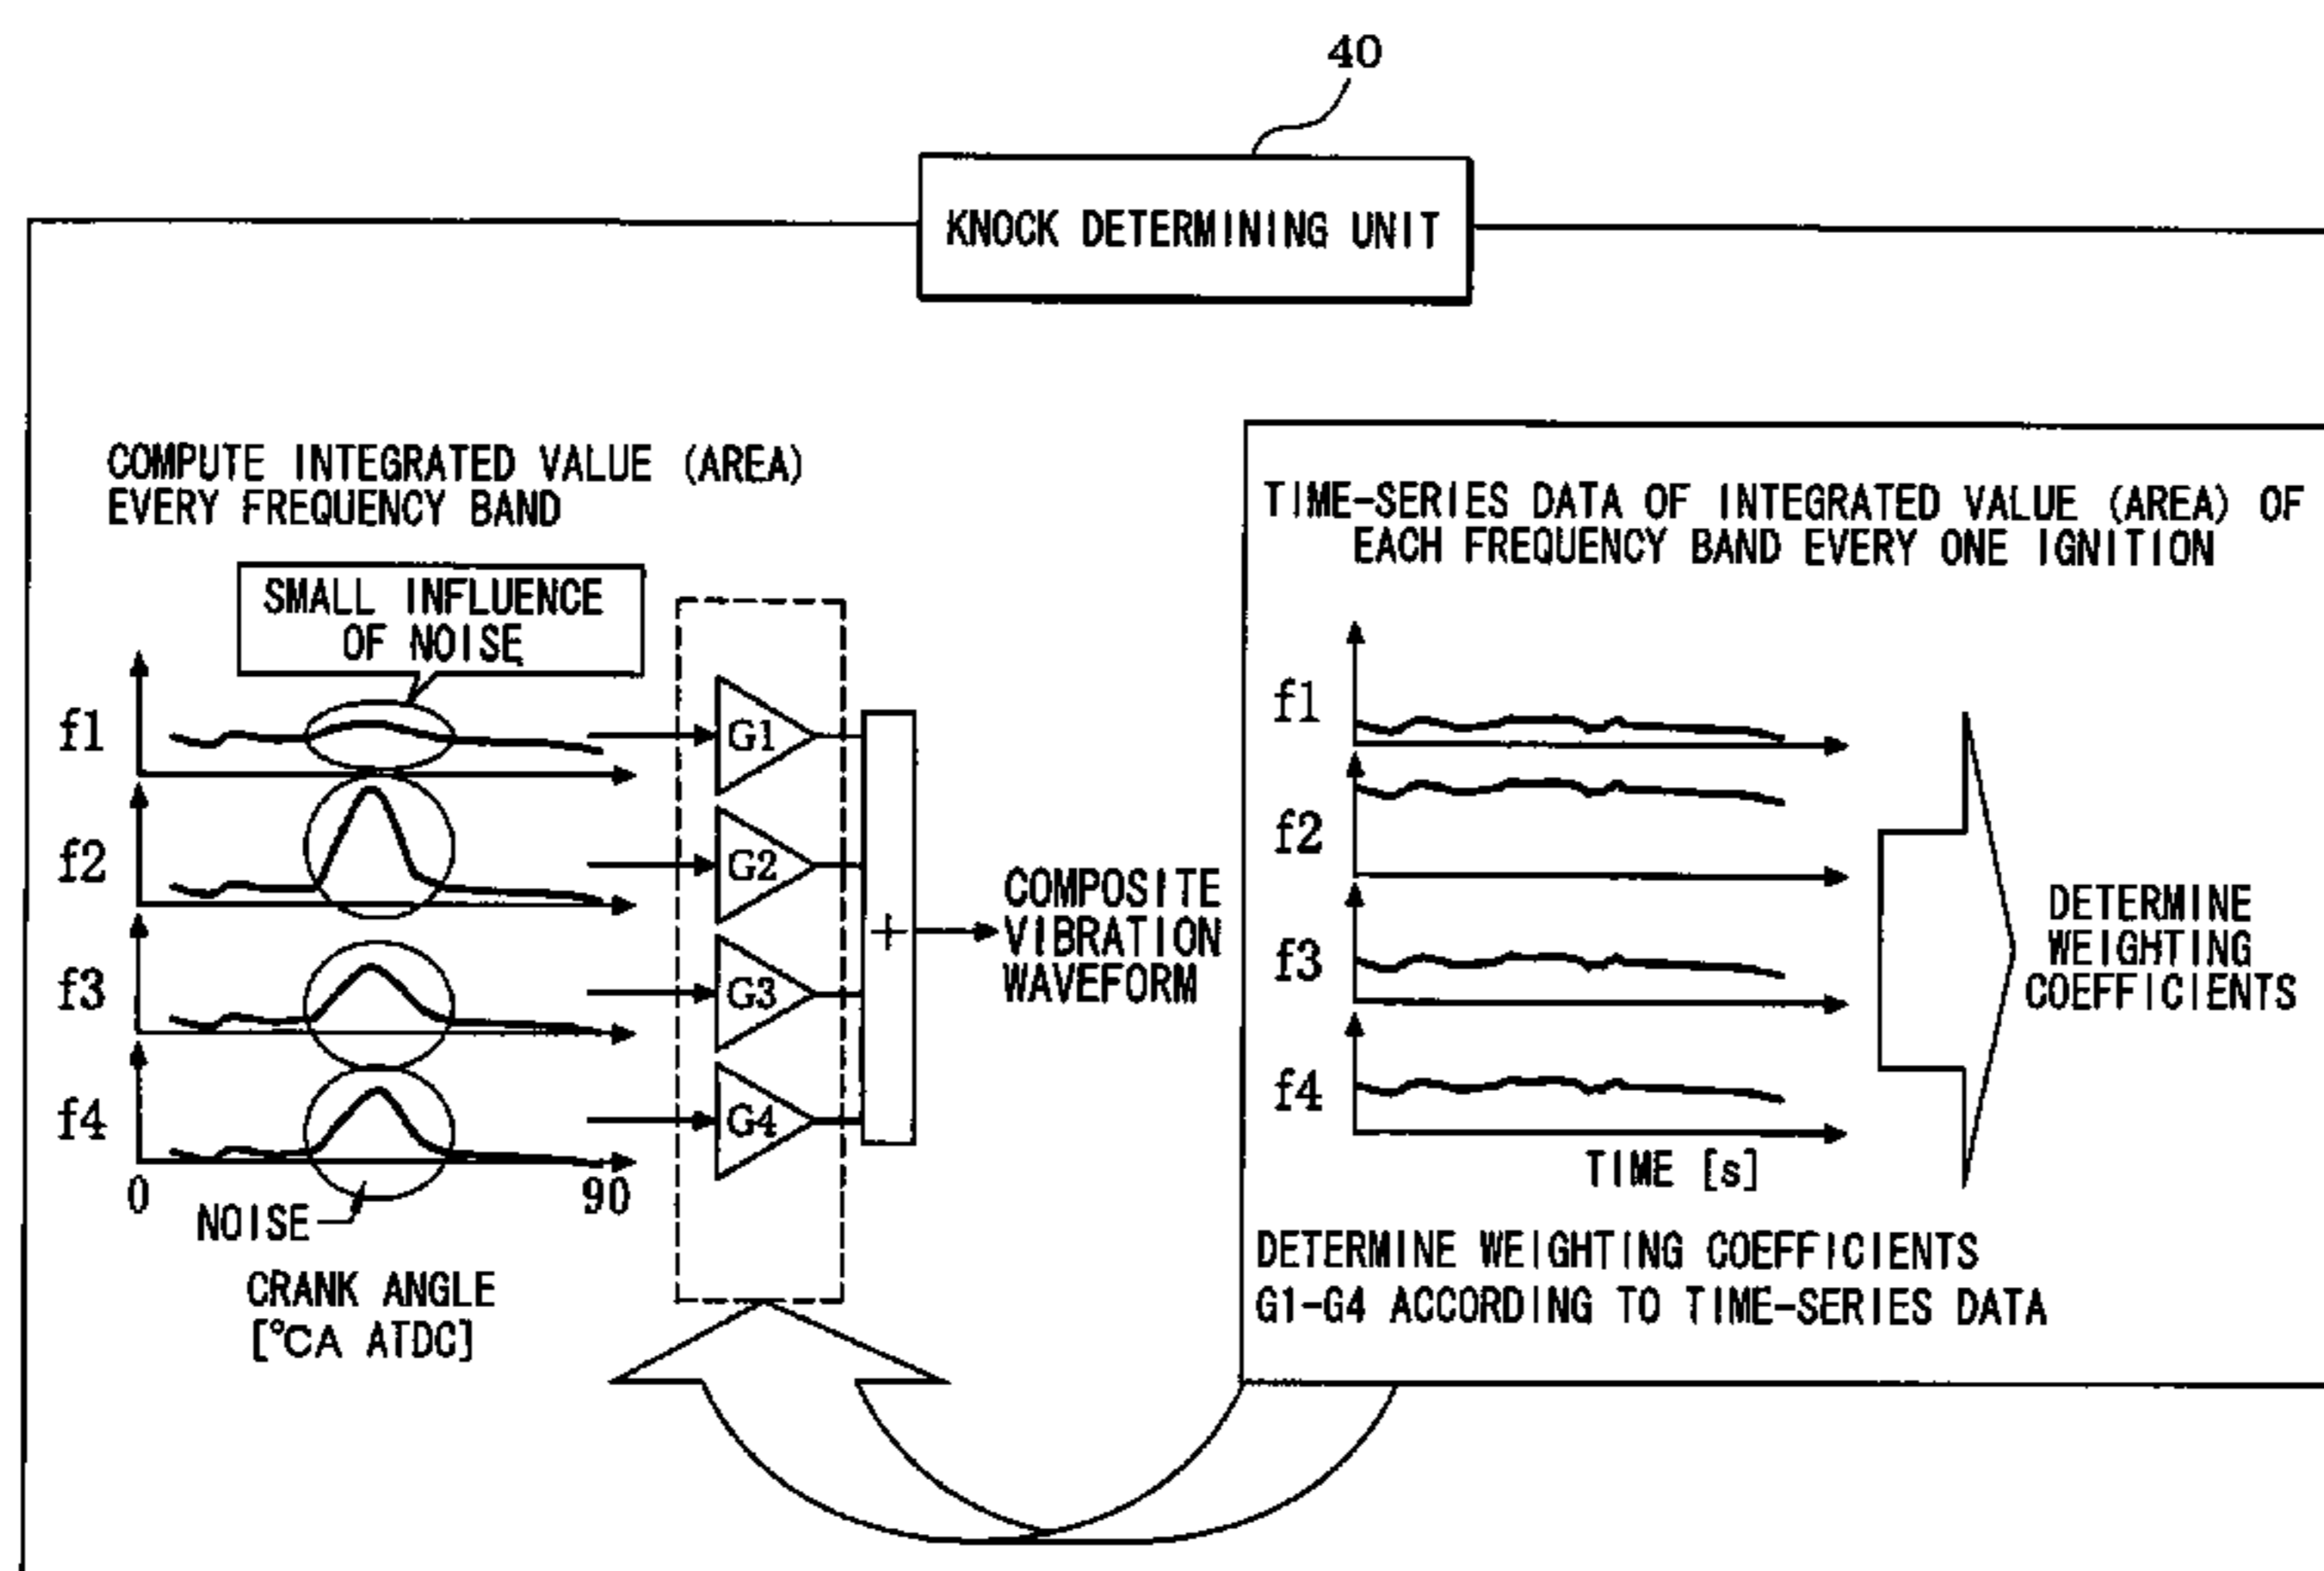 40
KNOCK DETERMINING UNIT
COMPUTE INTEGRATED VALUE (AREA)
EVERY FREQUENCY BAND
SMALL INFLUENCE
OF NOISE
f1
f2
f3
f4
0
90
NOISE
CRANK ANGLE
[°CA ATDC]
G1
G2
G3
G4
+
COMPOSITE
VIBRATION
WAVEFORM
TIME-SERIES DATA OF INTEGRATED VALUE (AREA) OF
EACH FREQUENCY BAND EVERY ONE IGNITION
f1
f2
f3
f4
TIME [s]
DETERMINE
WEIGHTING
COEFFICIENTS
DETERMINE WEIGHTING COEFFICIENTS
G1-G4 ACCORDING TO TIME-SERIES DATA